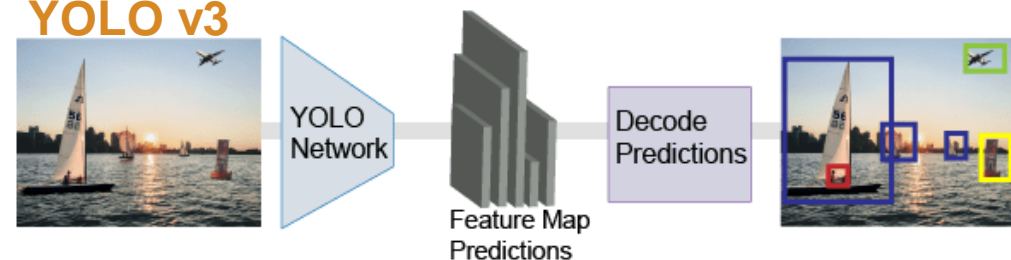 YOLO v3
YOLO
Network
Feature Map
Predictions
Decode
Predictions